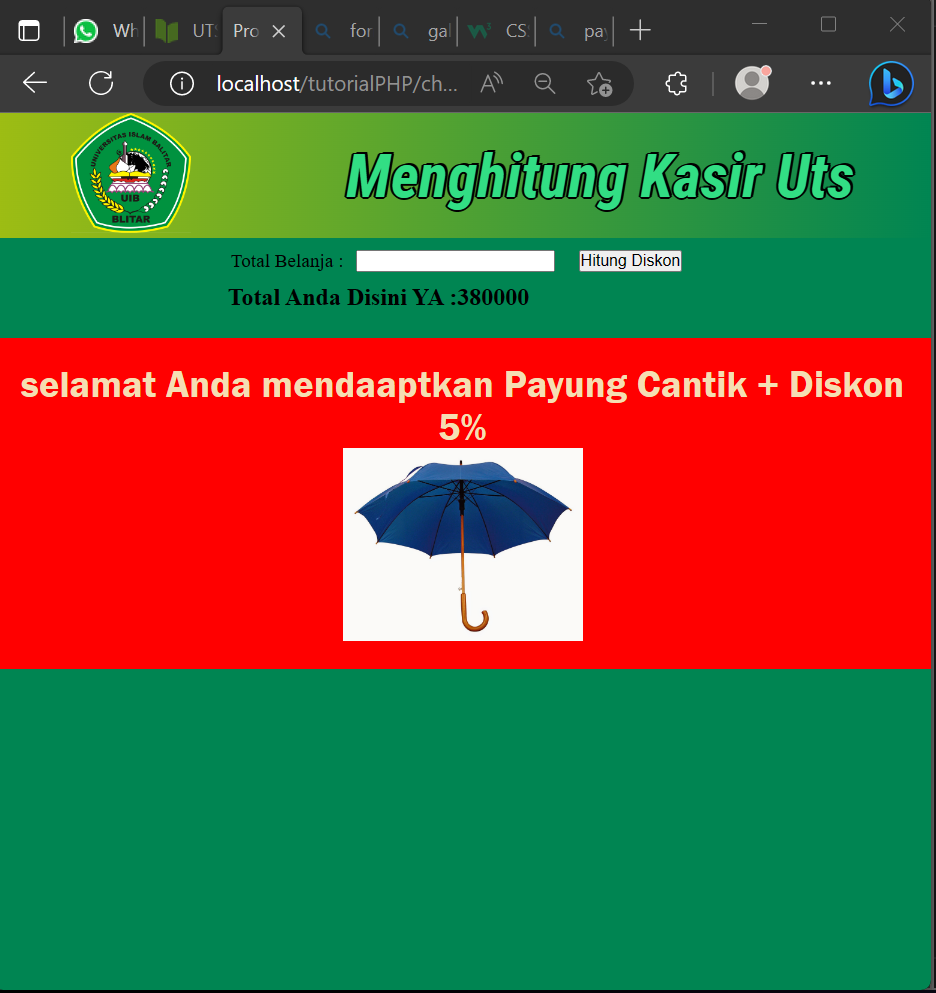 Wh
UTS
Pro
for
gal
CS
pay
localhost/tutorialPHP/ch...
UNIVERSITAS ISLAM BALITAR
UIB
BLITAR
Menghitung Kasir Uts
Total Belanja :
Hitung Diskon
Total Anda Disini YA :380000
selamat Anda mendaaptkan Payung Cantik + Diskon
5%